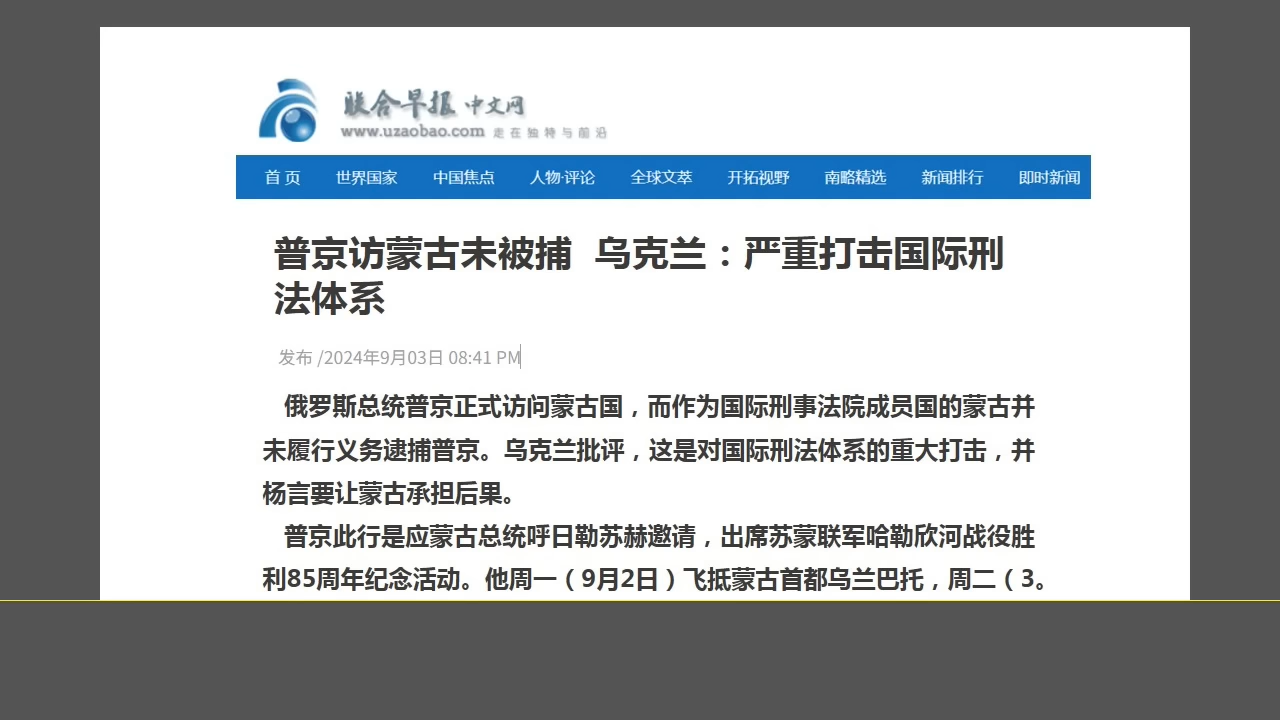 联合早报 中文网
www.uzaobao.com 走在独特与前沿
首页 世界国家 中国焦点 人物·评论 全球文萃 开拓视野 南略精选 新闻排行 即时新闻
普京访蒙古未被捕 乌克兰：严重打击国际刑
法体系
发布 /2024年9月03日 08:41 PM
俄罗斯总统普京正式访问蒙古国，而作为国际刑事法院成员国的蒙古并
未履行义务逮捕普京。乌克兰批评，这是对国际刑法体系的重大打击，并
杨言要让蒙古承担后果。
普京此行是应蒙古总统呼日勒苏赫邀请，出席苏蒙联军哈勒欣河战役胜
利85周年纪念活动。他周一（9月2日）飞抵蒙古首都乌兰巴托，周二（3。